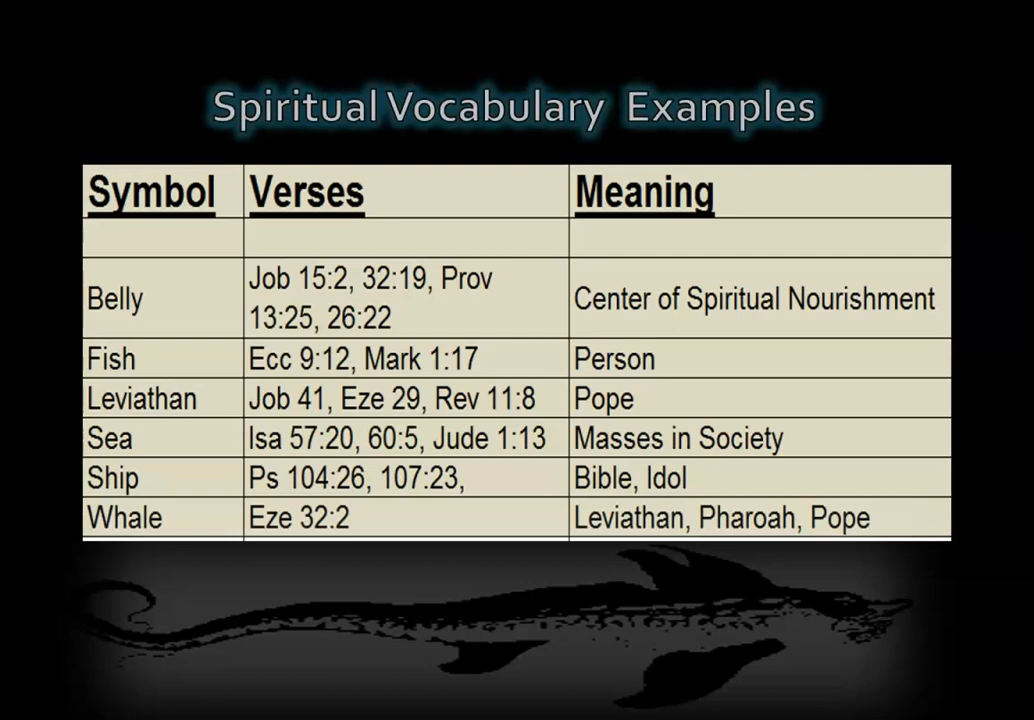 Spiritual Vocabulary Examples
Symbol Verses Meaning
Belly Job 15:2, 32:19, Prov 13:25, 26:22 Center of Spiritual Nourishment
Fish Ecc 9:12, Mark 1:17 Person
Leviathan Job 41, Eze 29, Rev 11:8 Pope
Sea Isa 57:20, 60:5, Jude 1:13 Masses in Society
Ship Ps 104:26, 107:23, Bible, Idol
Whale Eze 32:2 Leviathan, Pharoah, Pope